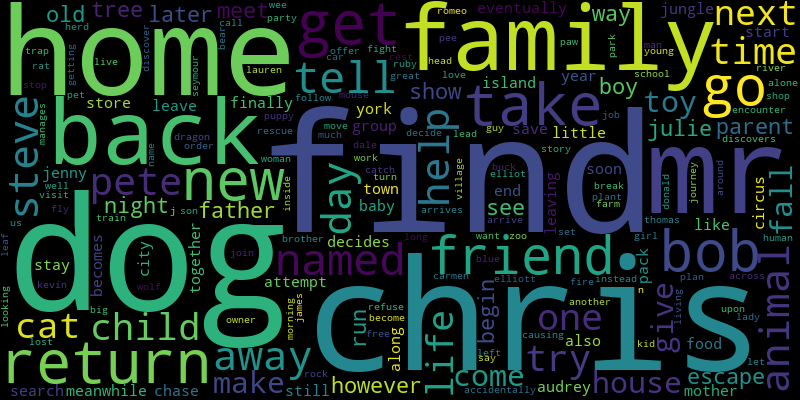 home
family
find
dog
chris
back
mr
get
take
go
return
friend
new
named
bob
child
away
pete
steve
tell
help
day
try
one
cat
animal
next
time
toy
julie
parent
fall
boy
way
show
house
escape
come
life
make
however
run
begin
give
night
father
see
little
old
later
tree
meet
eventually
jungle
start
store
leave
finally
york
group
save
island
year
soon
end
town
baby
decides
attempt
together
becomes
city
stay
jenny
search
meanwhile
chase
still
along
also
audrey
mother
food
pack
like
circus
leaving
discovers
encounter
human
journey
village
arrives
accidentally
causing
instead
another
elliott
elliot
carmen
romeo
wee
party
call
bear
discover
herd
trap
rat
stop
pet
getting
live
seymour
lauren
offer
fight
car
ruby
great
head
love
pee
paw
park
man
young
school
river
alone
shop
follow
mouse
rest
puppy
rescue
dragon
order
woman
name
manages
well
visit
fly
us
leaf
train
j
son
inside
move
much
decide
lead
guy
job
dale
work
catch
turn
story
buck
break
plant
farm
donald
around
thomas
girl
set
arrive
want
zoo
long
blue
brother
join
wolf
kevin
big
looking
lost
owner
morning
james
rock
refuse
become
free
left
say
fire
n
kid
plan
living
across
upon
lady
let